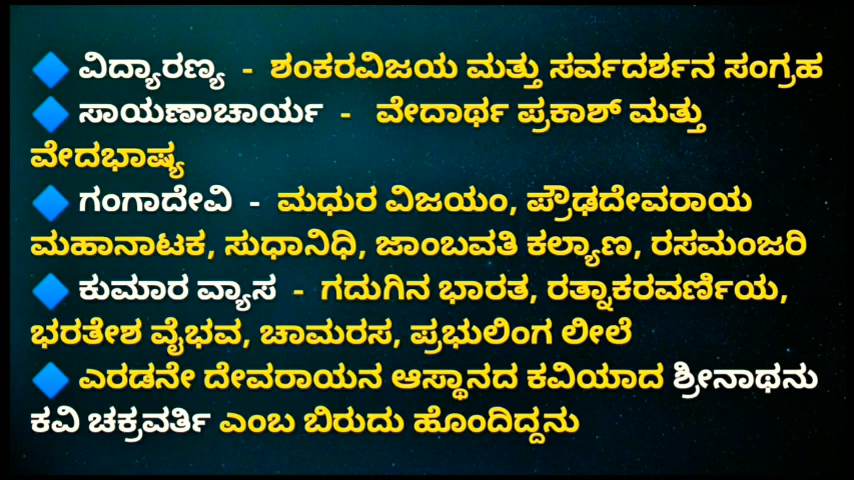 🔷 ವಿದ್ಯಾರಣ್ಯ - ಶಂಕರವಿಜಯ ಮತ್ತು ಸರ್ವದರ್ಶನ ಸಂಗ್ರಹ
🔷 ಸಾಯಣಾಚಾರ್ಯ - ವೇದಾರ್ಥ ಪ್ರಕಾಶ್ ಮತ್ತು
ವೇದಭಾಷ್ಯ
🔷 ಗಂಗಾದೇವಿ - ಮಧುರ ವಿಜಯಂ, ಪ್ರೌಢದೇವರಾಯ
ಮಹಾನಾಟಕ, ಸುಧಾನಿಧಿ, ಜಾಂಬವತಿ ಕಲ್ಯಾಣ, ರಸಮಂಜರಿ
🔷 ಕುಮಾರ ವ್ಯಾಸ - ಗದುಗಿನ ಭಾರತ, ರತ್ನಾಕರವರ್ಣಿಯ,
ಭರತೇಶ ವೈಭವ, ಚಾಮರಸ, ಪ್ರಭುಲಿಂಗ ಲೀಲೆ
🔷 ಎರಡನೇ ದೇವರಾಯನ ಆಸ್ಥಾನದ ಕವಿಯಾದ ಶ್ರೀನಾಥನು
ಕವಿ ಚಕ್ರವರ್ತಿ ಎಂಬ ಬಿರುದು ಹೊಂದಿದ್ದನು